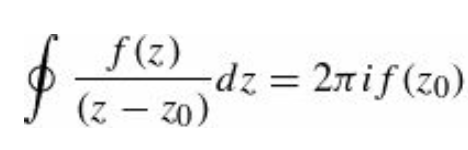 ∮ f(z)/(z − z₀) dz = 2πi f(z₀)